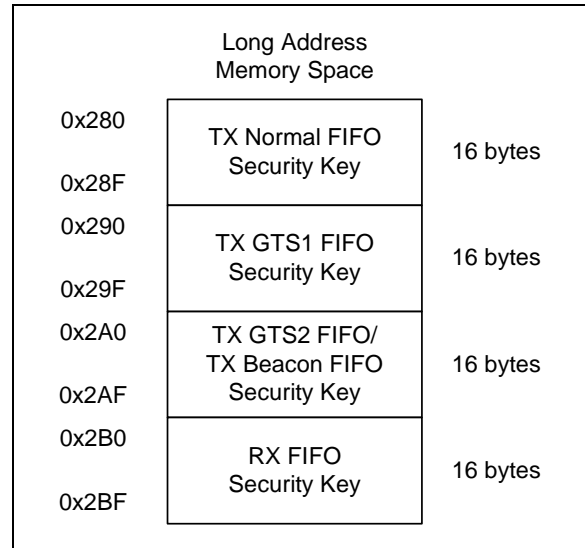 Long Address
Memory Space
0x280
TX Normal FIFO
Security Key
16 bytes
0x28F
0x290
TX GTS1 FIFO
Security Key
16 bytes
0x29F
0x2A0
TX GTS2 FIFO/
TX Beacon FIFO
Security Key
16 bytes
0x2AF
0x2B0
RX FIFO
Security Key
16 bytes
0x2BF